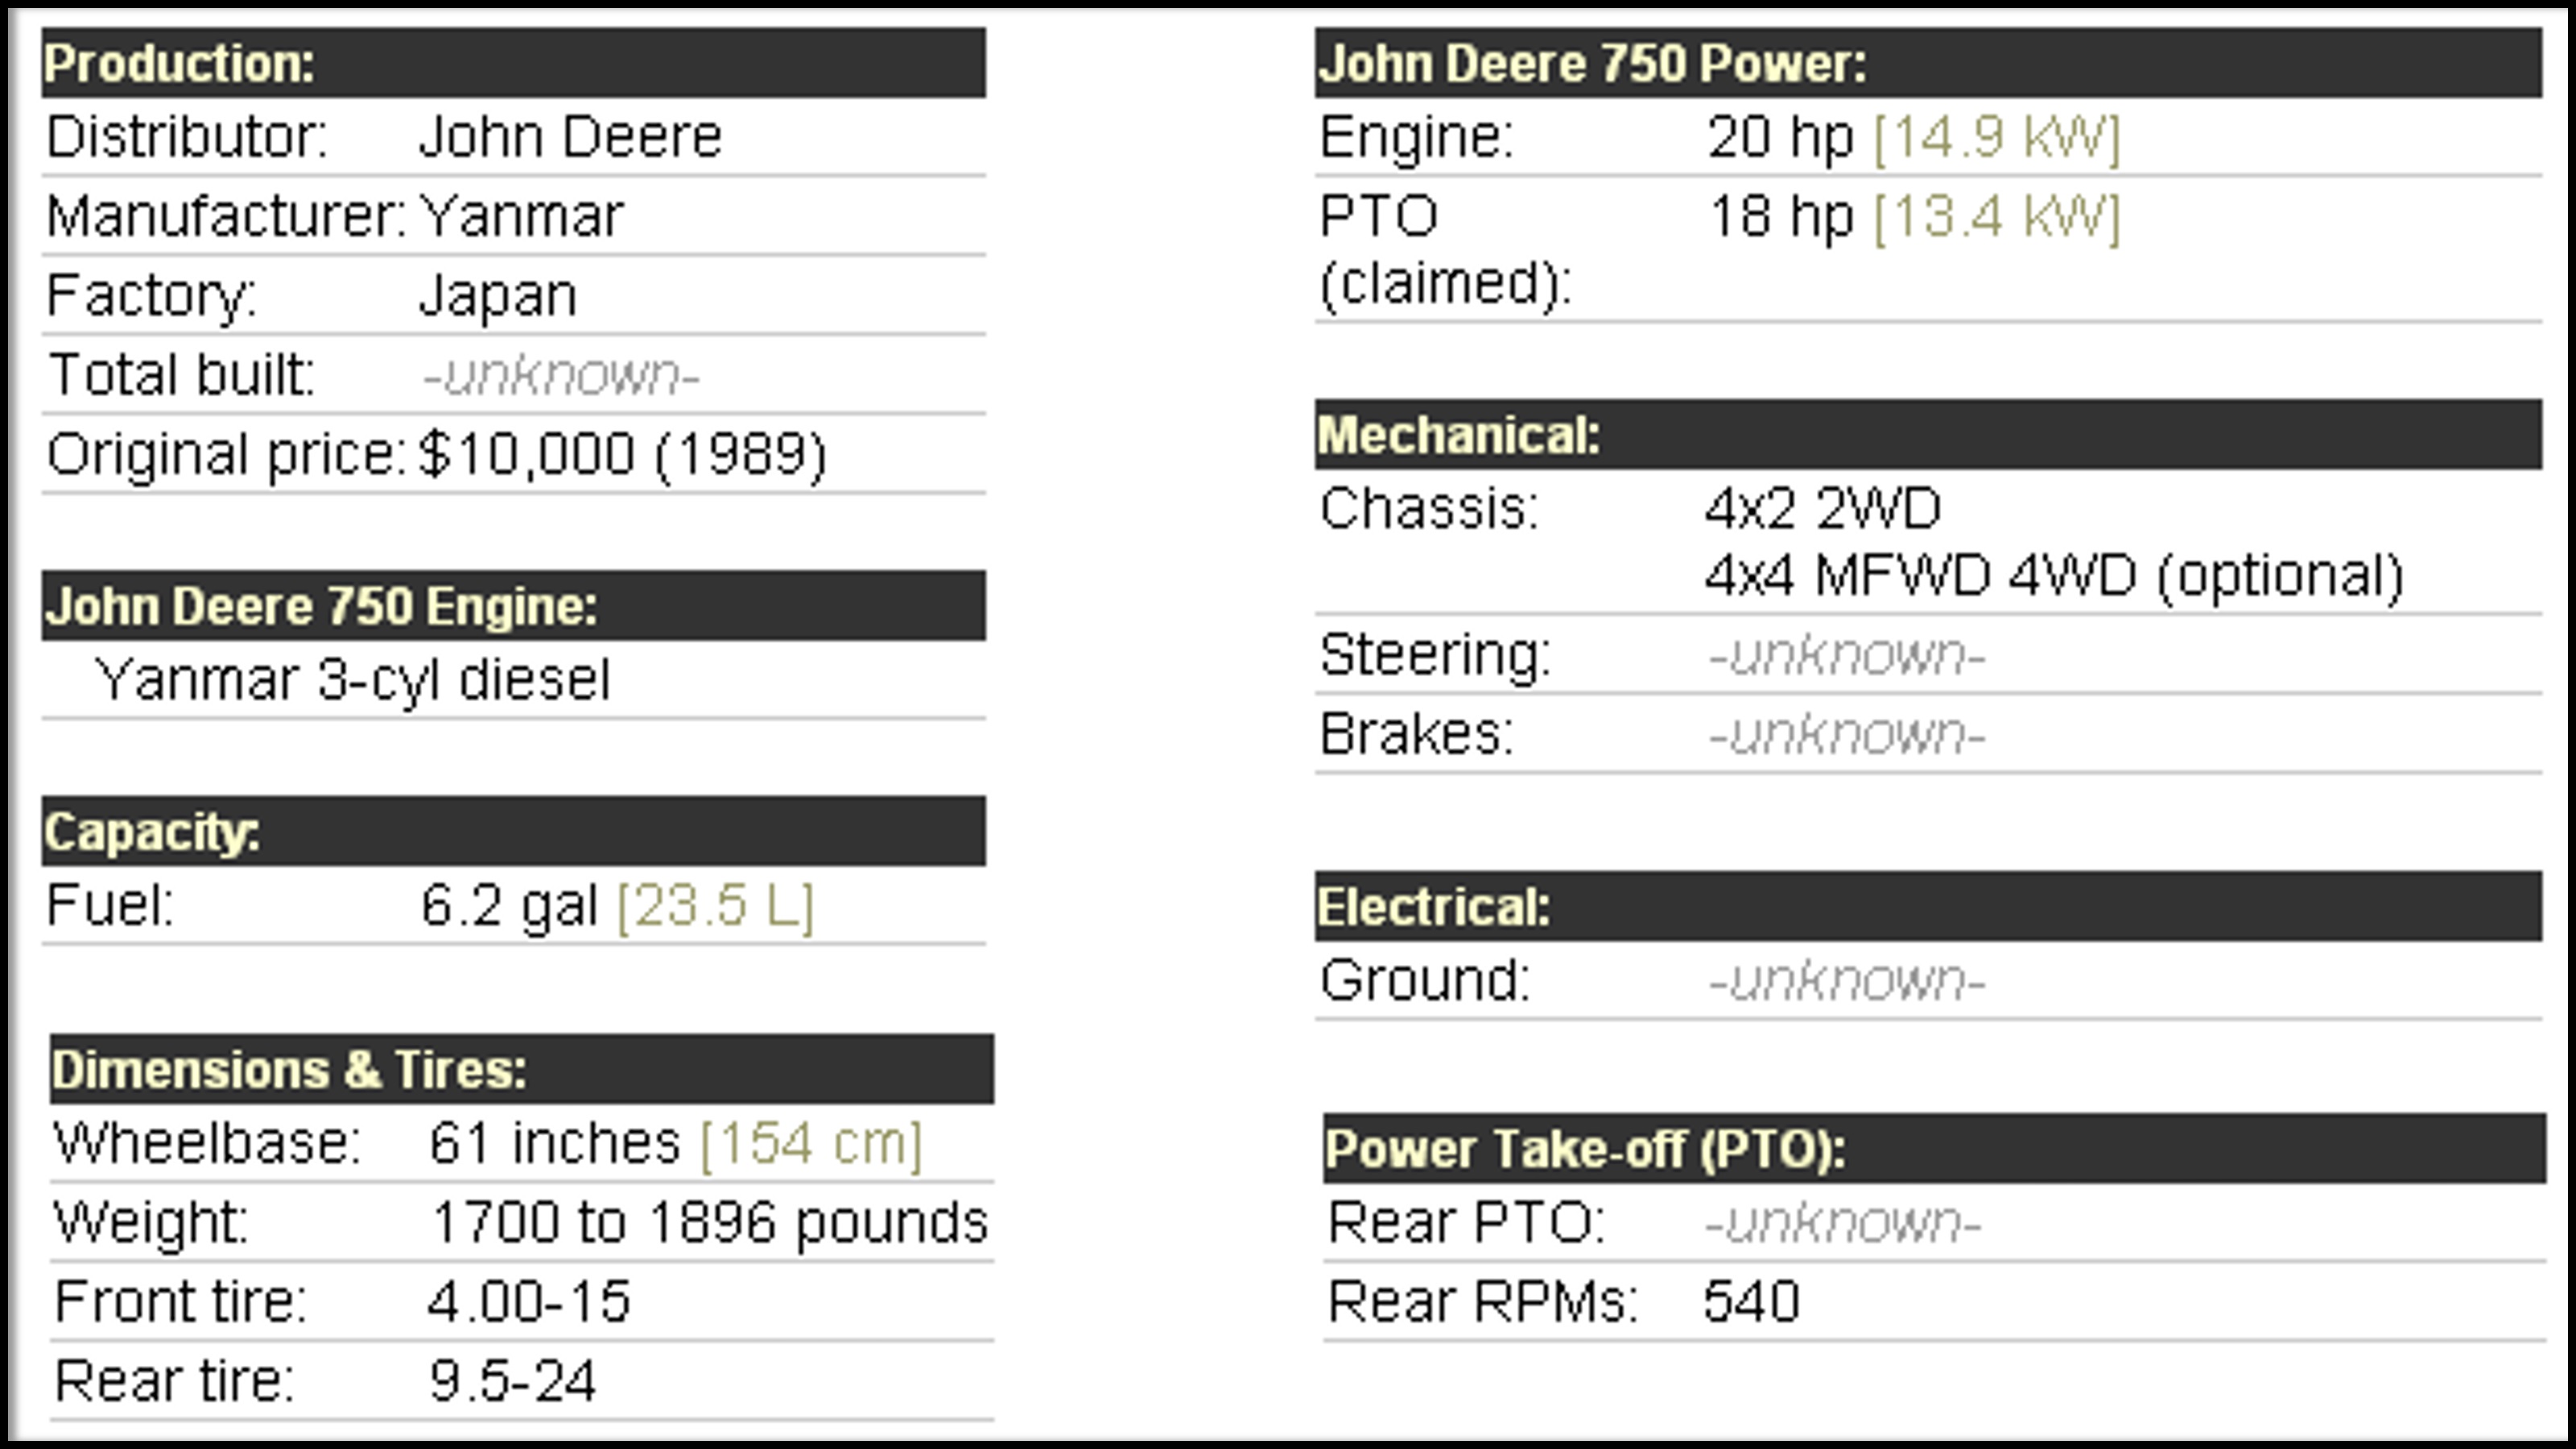 Production:
Distributor: John Deere
Manufacturer: Yanmar
Factory: Japan
Total built: -unknown-
Original price: $10,000 (1989)
John Deere 750 Engine:
Yanmar 3-cyl diesel
Capacity:
Fuel: 6.2 gal [23.5 L]
Dimensions & Tires:
Wheelbase: 61 inches [154 cm]
Weight: 1700 to 1896 pounds
Front tire: 4.00-15
Rear tire: 9.5-24
John Deere 750 Power:
Engine: 20 hp [14.9 kW]
PTO 18 hp [13.4 kW]
(claimed):
Mechanical:
Chassis: 4x2 2WD
4x4 MFWD 4WD (optional)
Steering: -unknown-
Brakes: -unknown-
Electrical:
Ground: -unknown-
Power Take-off (PTO):
Rear PTO: -unknown-
Rear RPMs: 540